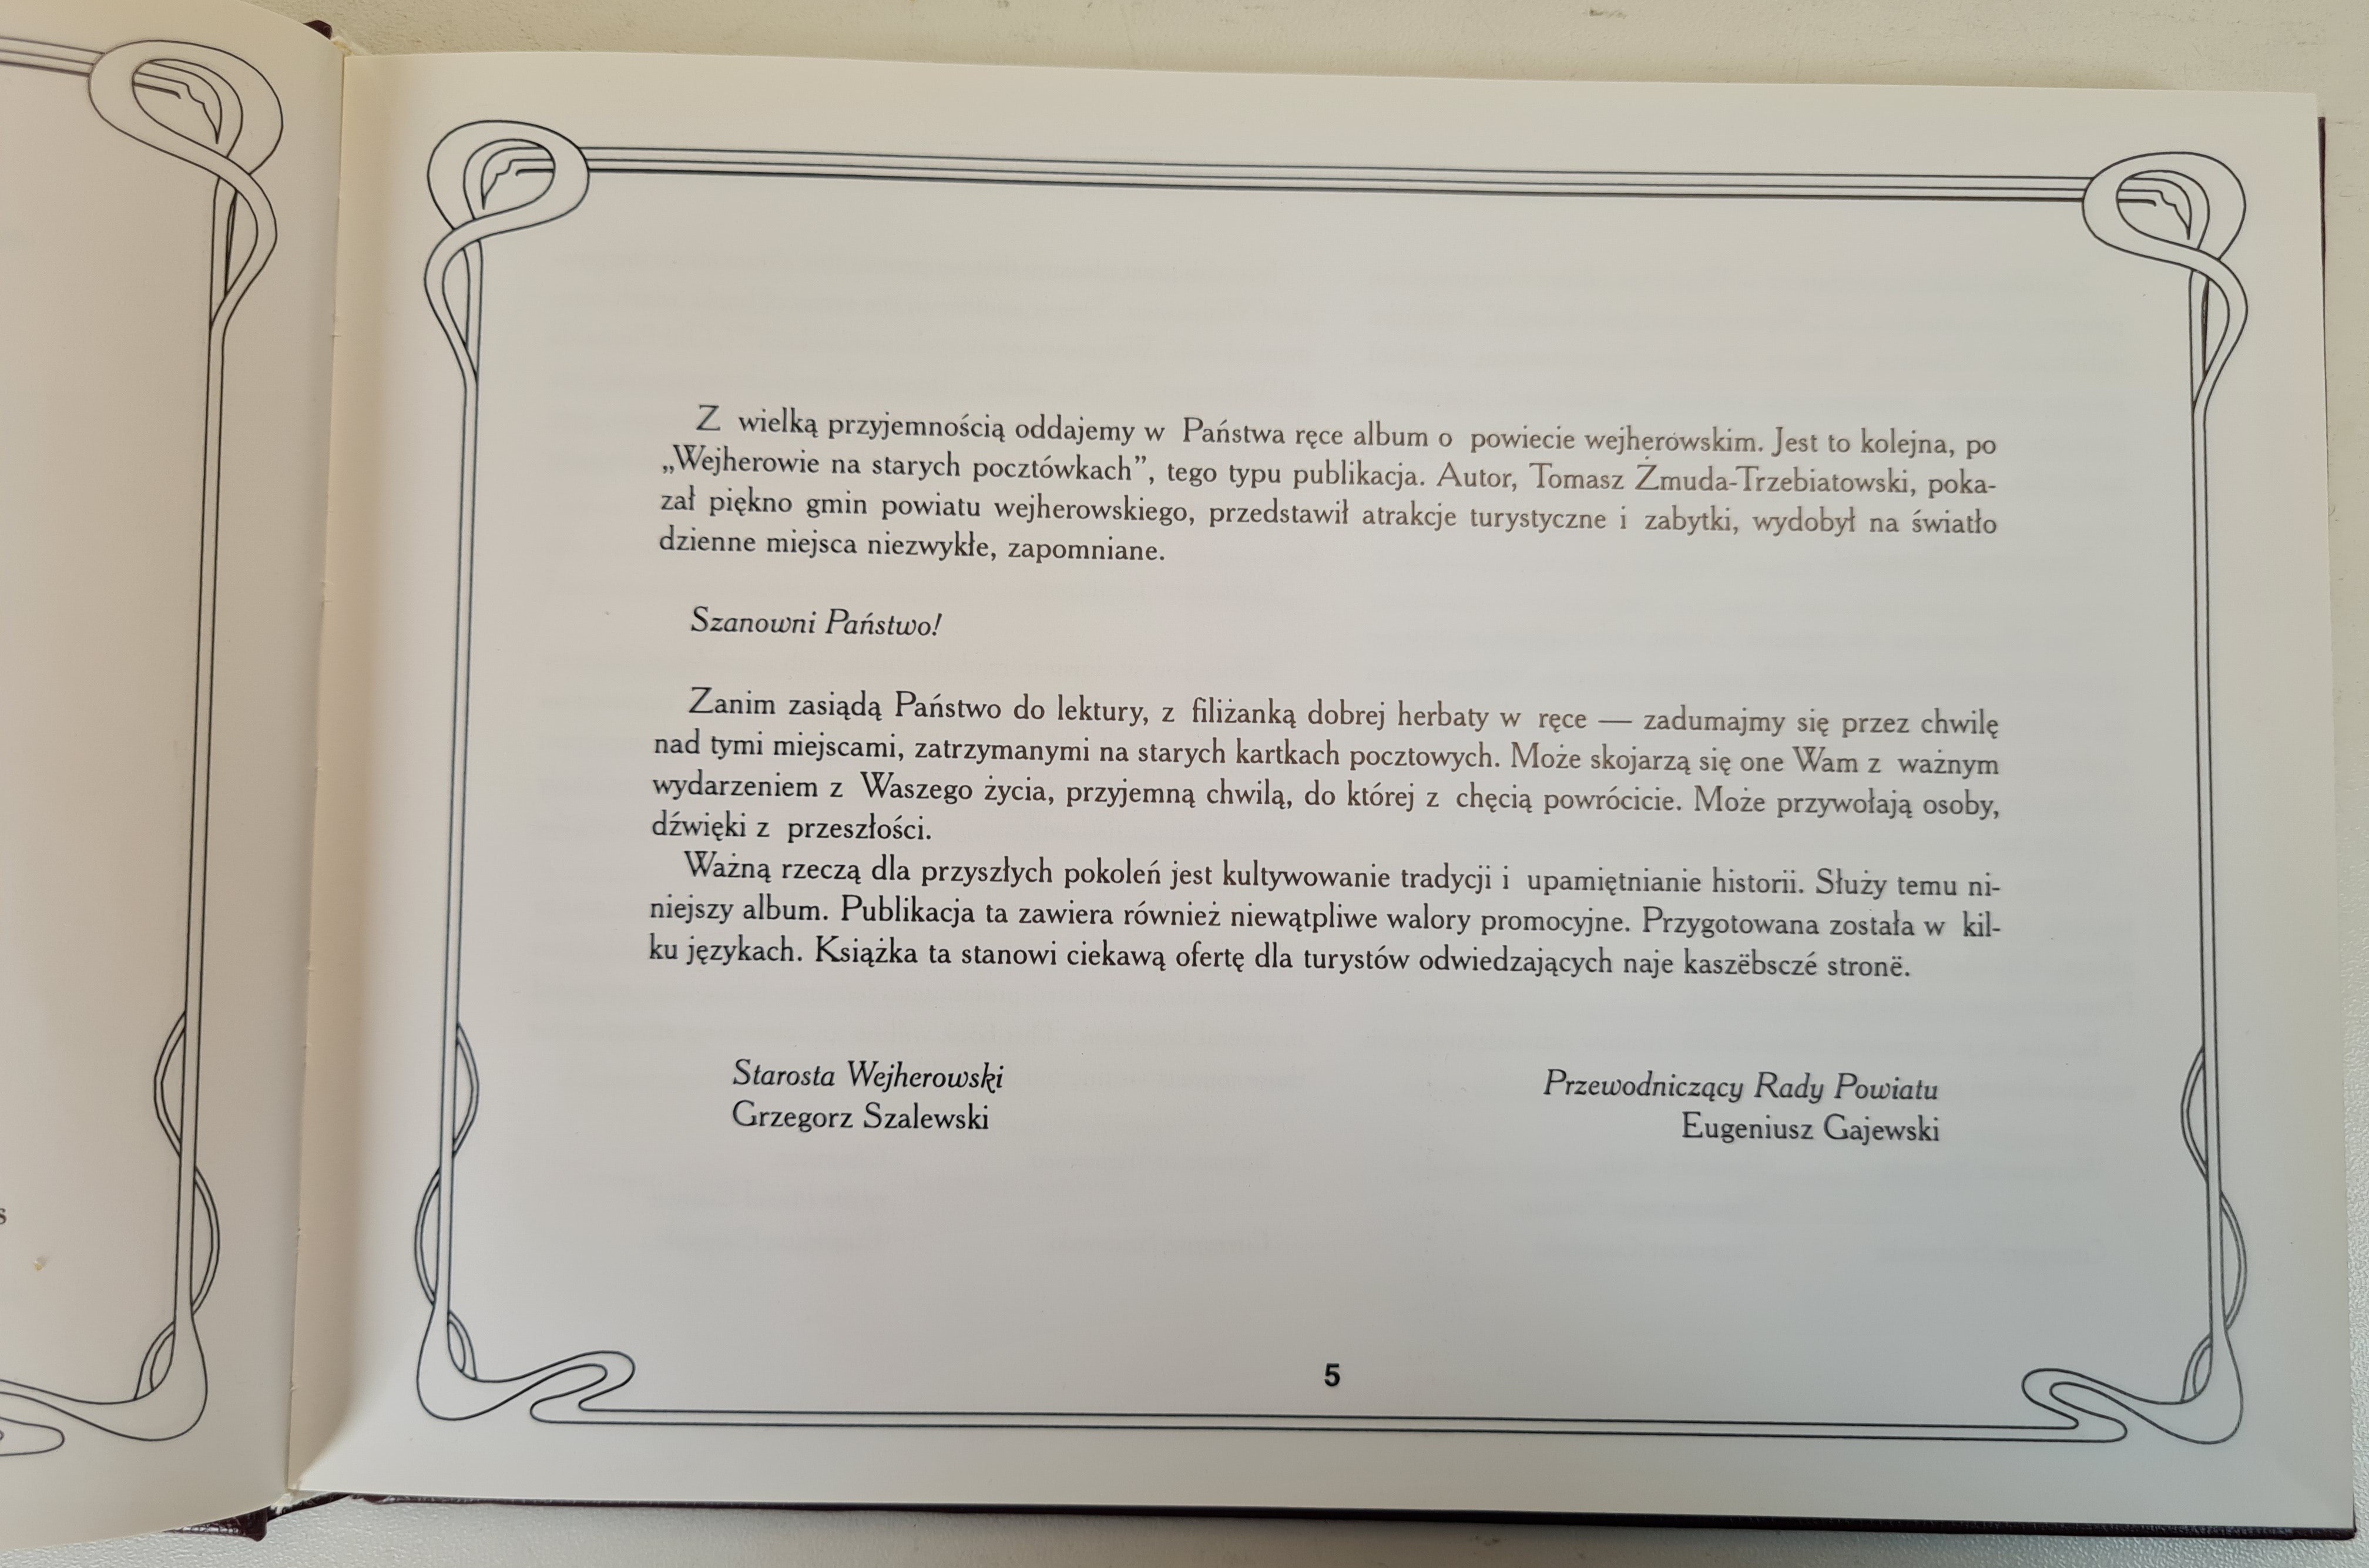 Z wielką przyjemnością oddajemy w Państwa ręce album o powiecie wejherowskim. Jest to kolejna, po
„Wejherowie na starych pocztówkach”, tego typu publikacja. Autor, Tomasz Żmuda-Trzebiatowski, poka-
zał piękno gmin powiatu wejherowskiego, przedstawił atrakcje turystyczne i zabytki, wydobył na światło
dzienne miejsca niezwykłe, zapomniane.
Szanowni Państwo!
Zanim zasiądą Państwo do lektury, z filiżanką dobrej herbaty w ręce — zadumajmy się przez chwilę
nad tymi miejscami, zatrzymanymi na starych kartkach pocztowych. Może skojarzą się one Wam z ważnym
wydarzeniem z Waszego życia, przyjemną chwilą, do której z chęcią powrócicie. Może przywołają osoby,
dźwięki z przeszłości.
Ważną rzeczą dla przyszłych pokoleń jest kultywowanie tradycji i upamiętnianie historii. Służy temu ni-
niejszy album. Publikacja ta zawiera również niewątpliwe walory promocyjne. Przygotowana została w kil-
ku językach. Książka ta stanowi ciekawą ofertę dla turystów odwiedzających naje kaszëbsczé stronë.
Starosta Wejherowski
Grzegorz Szalewski
Przewodniczący Rady Powiatu
Eugeniusz Gajewski
5